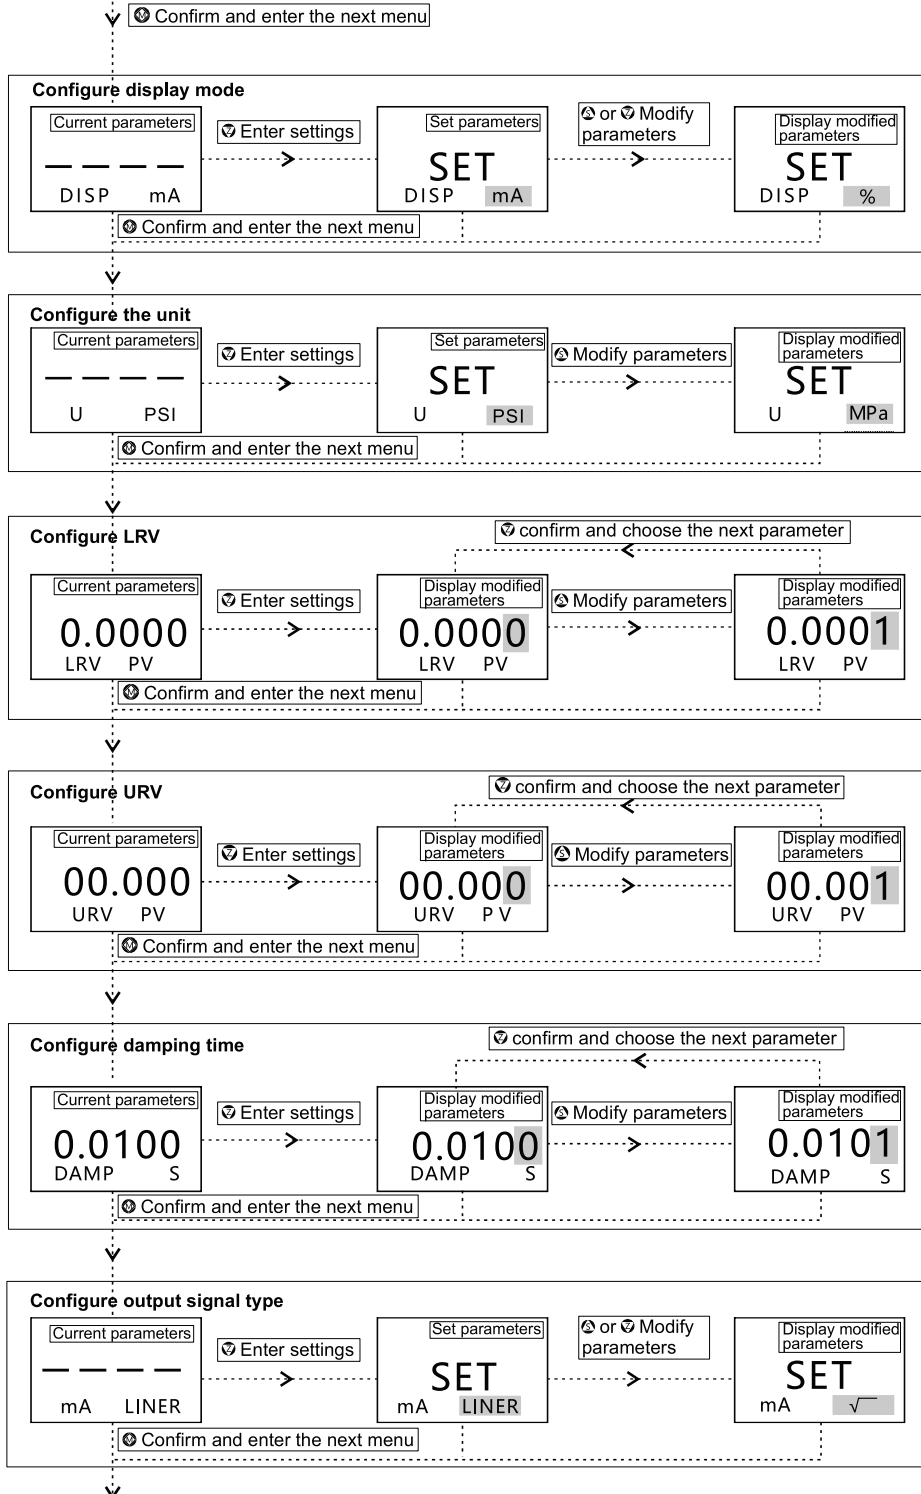 Ⓜ Confirm and enter the next menu
Configure display mode
Current parameters
— — — —
DISP mA
Ⓩ Enter settings
Set parameters
SET
DISP mA
Ⓢ or Ⓩ Modify
parameters
Display modified
parameters
SET
DISP %
Ⓜ Confirm and enter the next menu
Configure the unit
Current parameters
— — — —
U PSI
Ⓩ Enter settings
Set parameters
SET
U PSI
Ⓢ Modify parameters
Display modified
parameters
SET
U MPa
Ⓜ Confirm and enter the next menu
Configure LRV
Ⓩ confirm and choose the next parameter
Current parameters
0.0000
LRV PV
Ⓩ Enter settings
Display modified
parameters
0.0000
LRV PV
Ⓢ Modify parameters
Display modified
parameters
0.0001
LRV PV
Ⓜ Confirm and enter the next menu
Configure URV
Ⓩ confirm and choose the next parameter
Current parameters
00.000
URV PV
Ⓩ Enter settings
Display modified
parameters
00.000
URV PV
Ⓢ Modify parameters
Display modified
parameters
00.001
URV PV
Ⓜ Confirm and enter the next menu
Configure damping time
Ⓩ confirm and choose the next parameter
Current parameters
0.0100
DAMP S
Ⓩ Enter settings
Display modified
parameters
0.0100
DAMP S
Ⓢ Modify parameters
Display modified
parameters
0.0101
DAMP S
Ⓜ Confirm and enter the next menu
Configure output signal type
Current parameters
— — — —
mA LINER
Ⓩ Enter settings
Set parameters
SET
mA LINER
Ⓢ or Ⓩ Modify
parameters
Display modified
parameters
SET
mA √
Ⓜ Confirm and enter the next menu